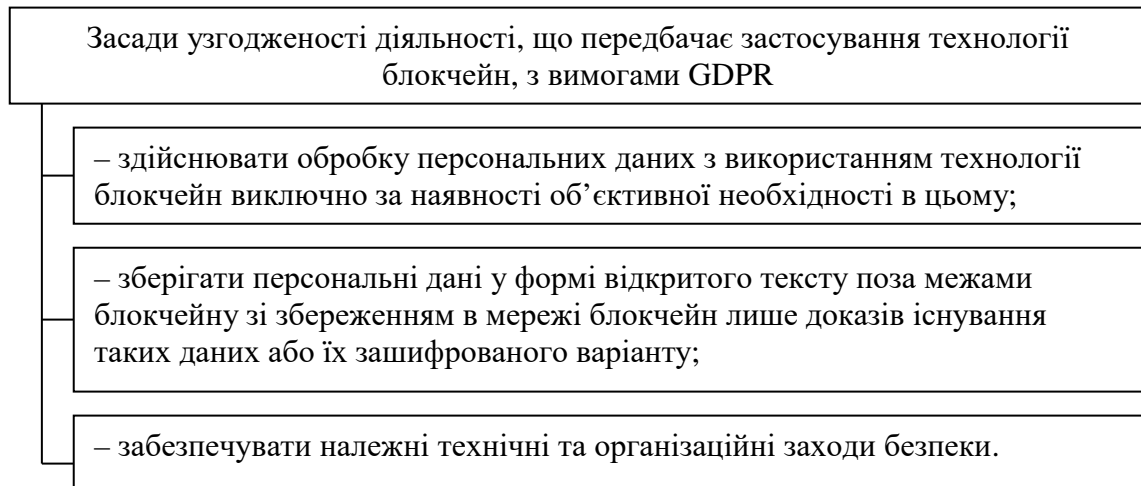 Засади узгодженості діяльності, що передбачає застосування технології
блокчейн, з вимогами GDPR
– здійснювати обробку персональних даних з використанням технології
блокчейн виключно за наявності об’єктивної необхідності в цьому;
– зберігати персональні дані у формі відкритого тексту поза межами
блокчейну зі збереженням в мережі блокчейн лише доказів існування
таких даних або їх зашифрованого варіанту;
– забезпечувати належні технічні та організаційні заходи безпеки.